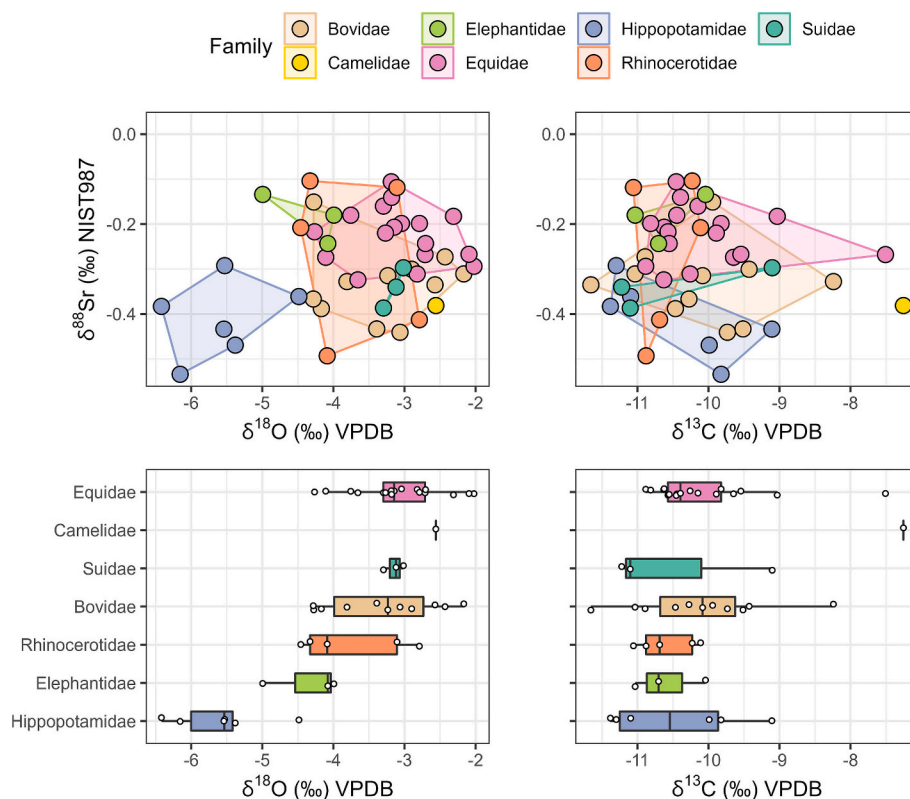 Family
Bovidae
Elephantidae
Hippopotamidae
Suidae
Camelidae
Equidae
Rhinocerotidae
δ88Sr (‰) NIST987
0.0
-0.2
-0.4
-6
-5
-4
-3
-2
δ18O (‰) VPDB
0.0
-0.2
-0.4
-11
-10
-9
-8
δ13C (‰) VPDB
Equidae
Camelidae
Suidae
Bovidae
Rhinocerotidae
Elephantidae
Hippopotamidae
-6
-5
-4
-3
-2
δ18O (‰) VPDB
-11
-10
-9
-8
δ13C (‰) VPDB